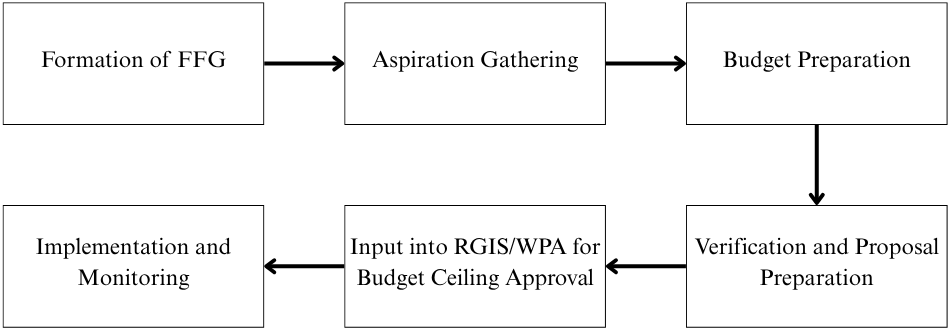 Formation of FFG
Aspiration Gathering
Budget Preparation
Verification and Proposal
Preparation
Input into RGIS/WPA for
Budget Ceiling Approval
Implementation and
Monitoring